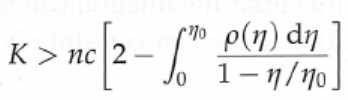 K > nc[2 − ∫₀^{η₀} ρ(η) dη / (1 − η/η₀)]